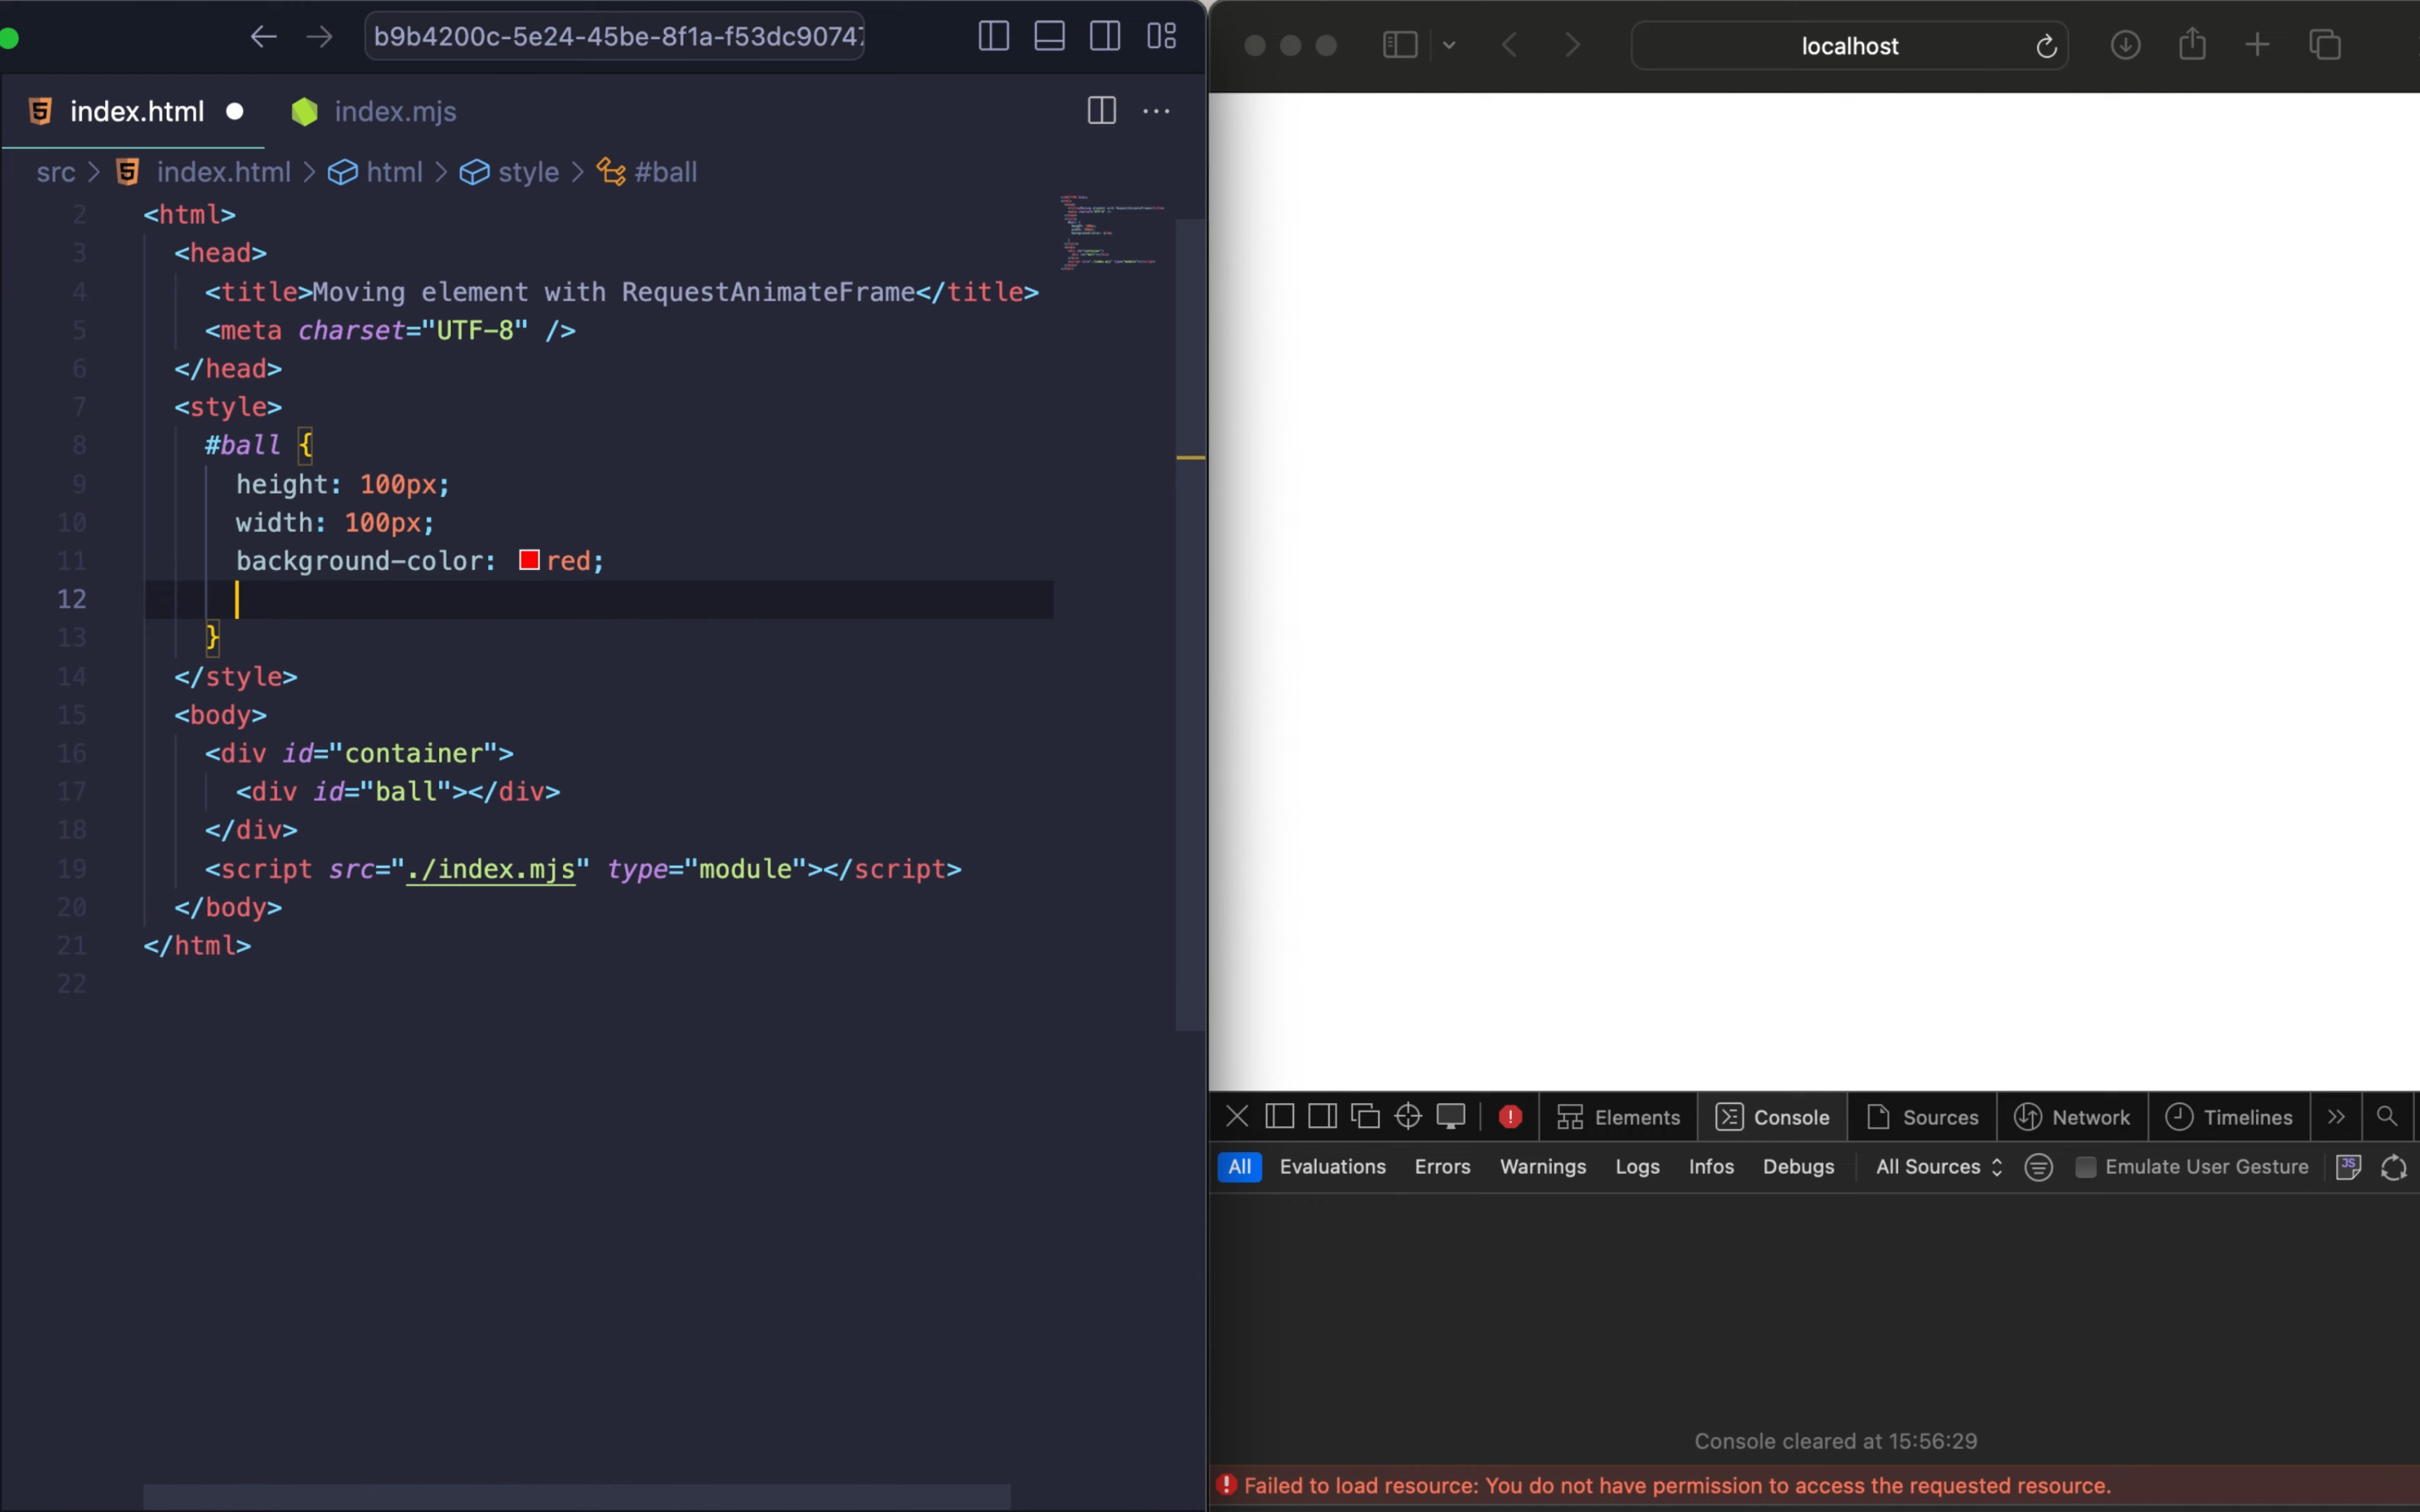 b9b4200c-5e24-45be-8f1a-f53dc90747
index.html
index.mjs
src > index.html > html > style > #ball
2 <html>
3 <head>
4 <title>Moving element with RequestAnimateFrame</title>
5 <meta charset="UTF-8" />
6 </head>
7 <style>
8 #ball {
9 height: 100px;
10 width: 100px;
11 background-color: red;
12
13 }
14 </style>
15 <body>
16 <div id="container">
17 <div id="ball"></div>
18 </div>
19 <script src="./index.mjs" type="module"></script>
20 </body>
21 </html>
22
localhost
Elements
Console
Sources
Network
Timelines
All
Evaluations
Errors
Warnings
Logs
Infos
Debugs
All Sources
Emulate User Gesture
JS
Console cleared at 15:56:29
Failed to load resource: You do not have permission to access the requested resource.